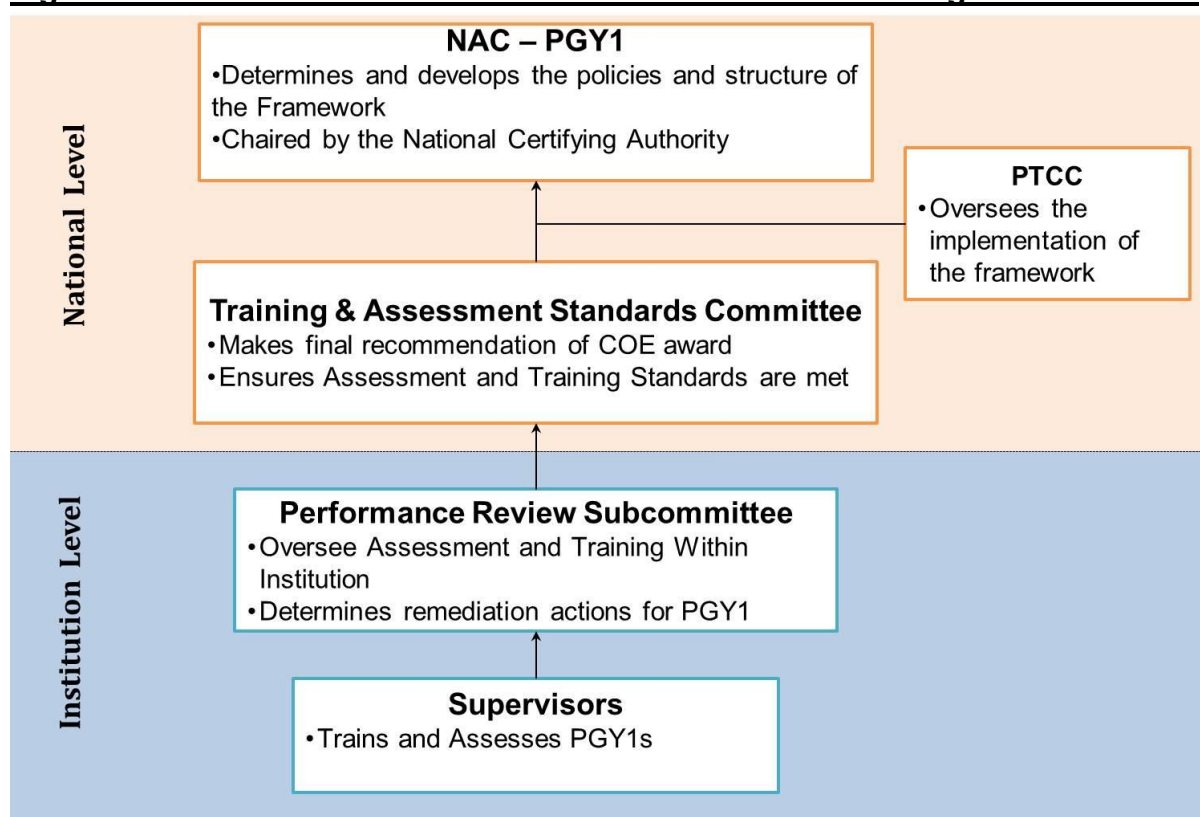 NAC – PGY1
•Determines and develops the policies and structure of
the Framework
•Chaired by the National Certifying Authority
PTCC
•Oversees the
implementation of
the framework
National Level
Training & Assessment Standards Committee
•Makes final recommendation of COE award
•Ensures Assessment and Training Standards are met
Performance Review Subcommittee
•Oversee Assessment and Training Within
Institution
•Determines remediation actions for PGY1
Institution Level
Supervisors
•Trains and Assesses PGY1s